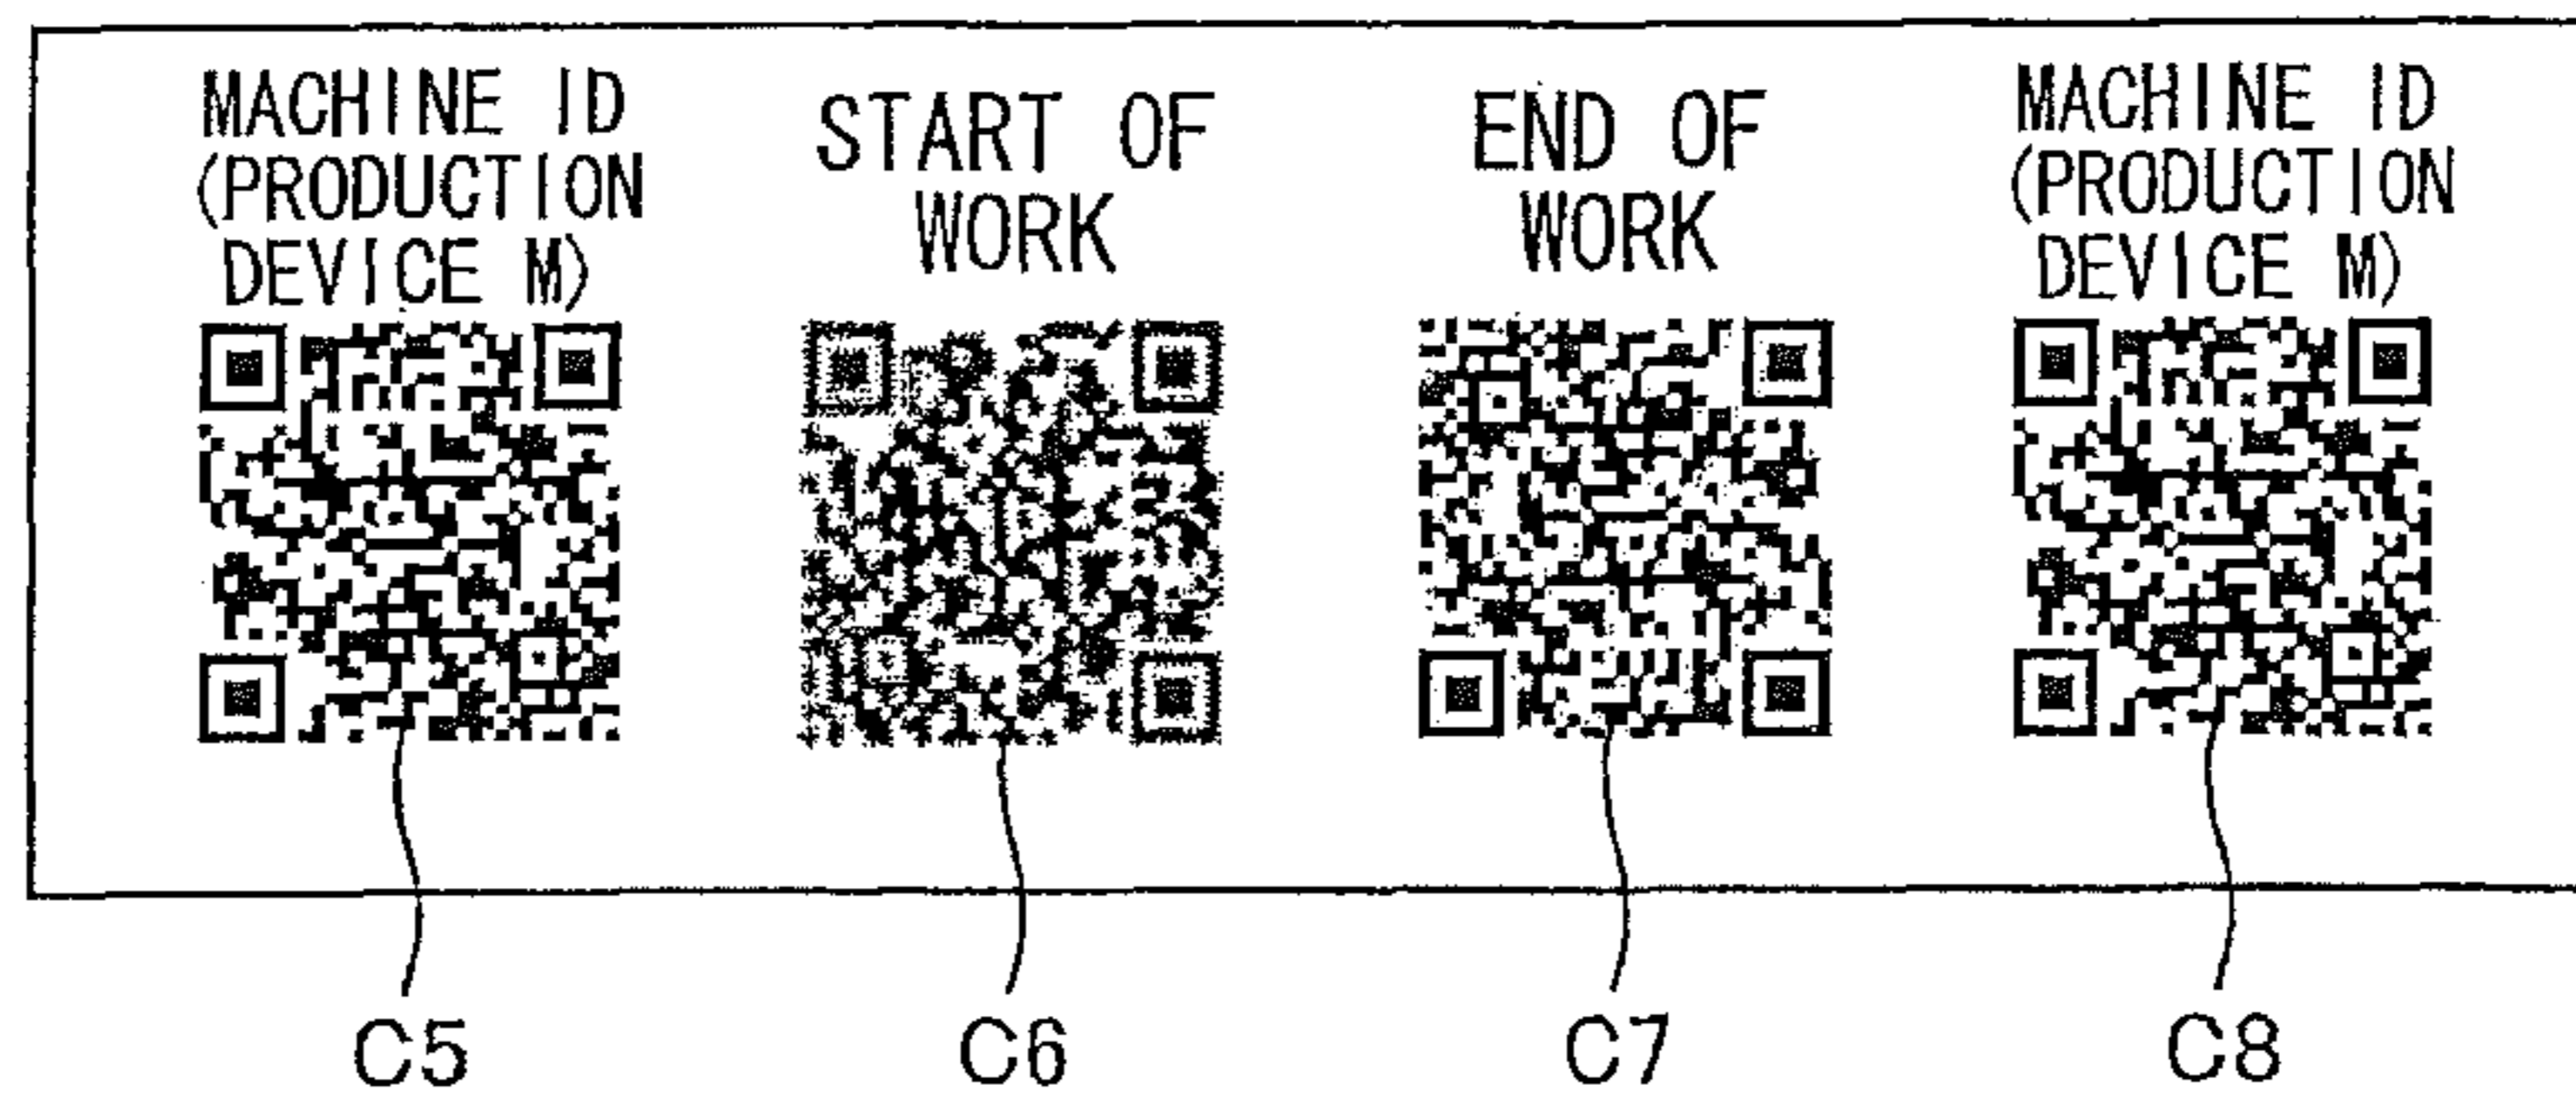 MACHINE ID
(PRODUCTION
DEVICE M)
START OF
WORK
END OF
WORK
MACHINE ID
(PRODUCTION
DEVICE M)
C5
C6
C7
C8